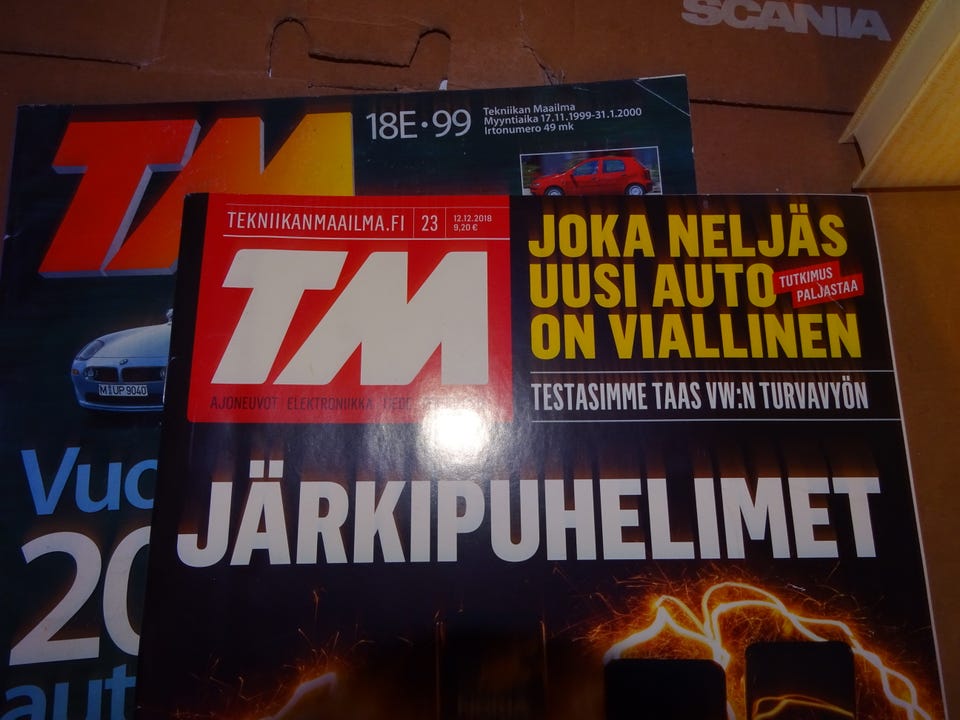 SCANIA
TM
18E·99
Tekniikan Maailma
Myyntiaika 17.11.1999-31.1.2000
Irtonumero 49 mk
M·UP 9040
Vuo
20
aut
TEKNIIKANMAAILMA.FI 23 12.12.2018
9,20 €
TM
AJONEUVOT ELEKTRONIIKKA
JOKA NELJÄS
UUSI AUTO
ON VIALLINEN
TUTKIMUS
PALJASTAA
TESTASIMME TAAS VW:N TURVAVYÖN
JÄRKIPUHELIMET